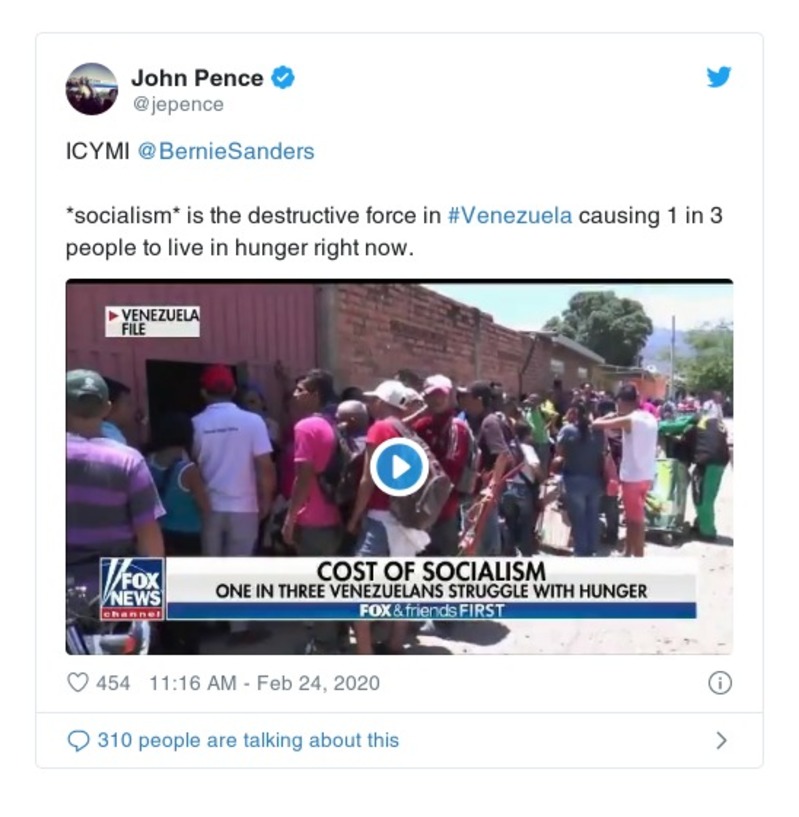 John Pence
@jepence
ICYMI @BernieSanders
*socialism* is the destructive force in #Venezuela causing 1 in 3
people to live in hunger right now.
VENEZUELA
FILE
FOX
NEWS
channel
COST OF SOCIALISM
ONE IN THREE VENEZUELANS STRUGGLE WITH HUNGER
FOX & friends FIRST
454 11:16 AM - Feb 24, 2020
310 people are talking about this